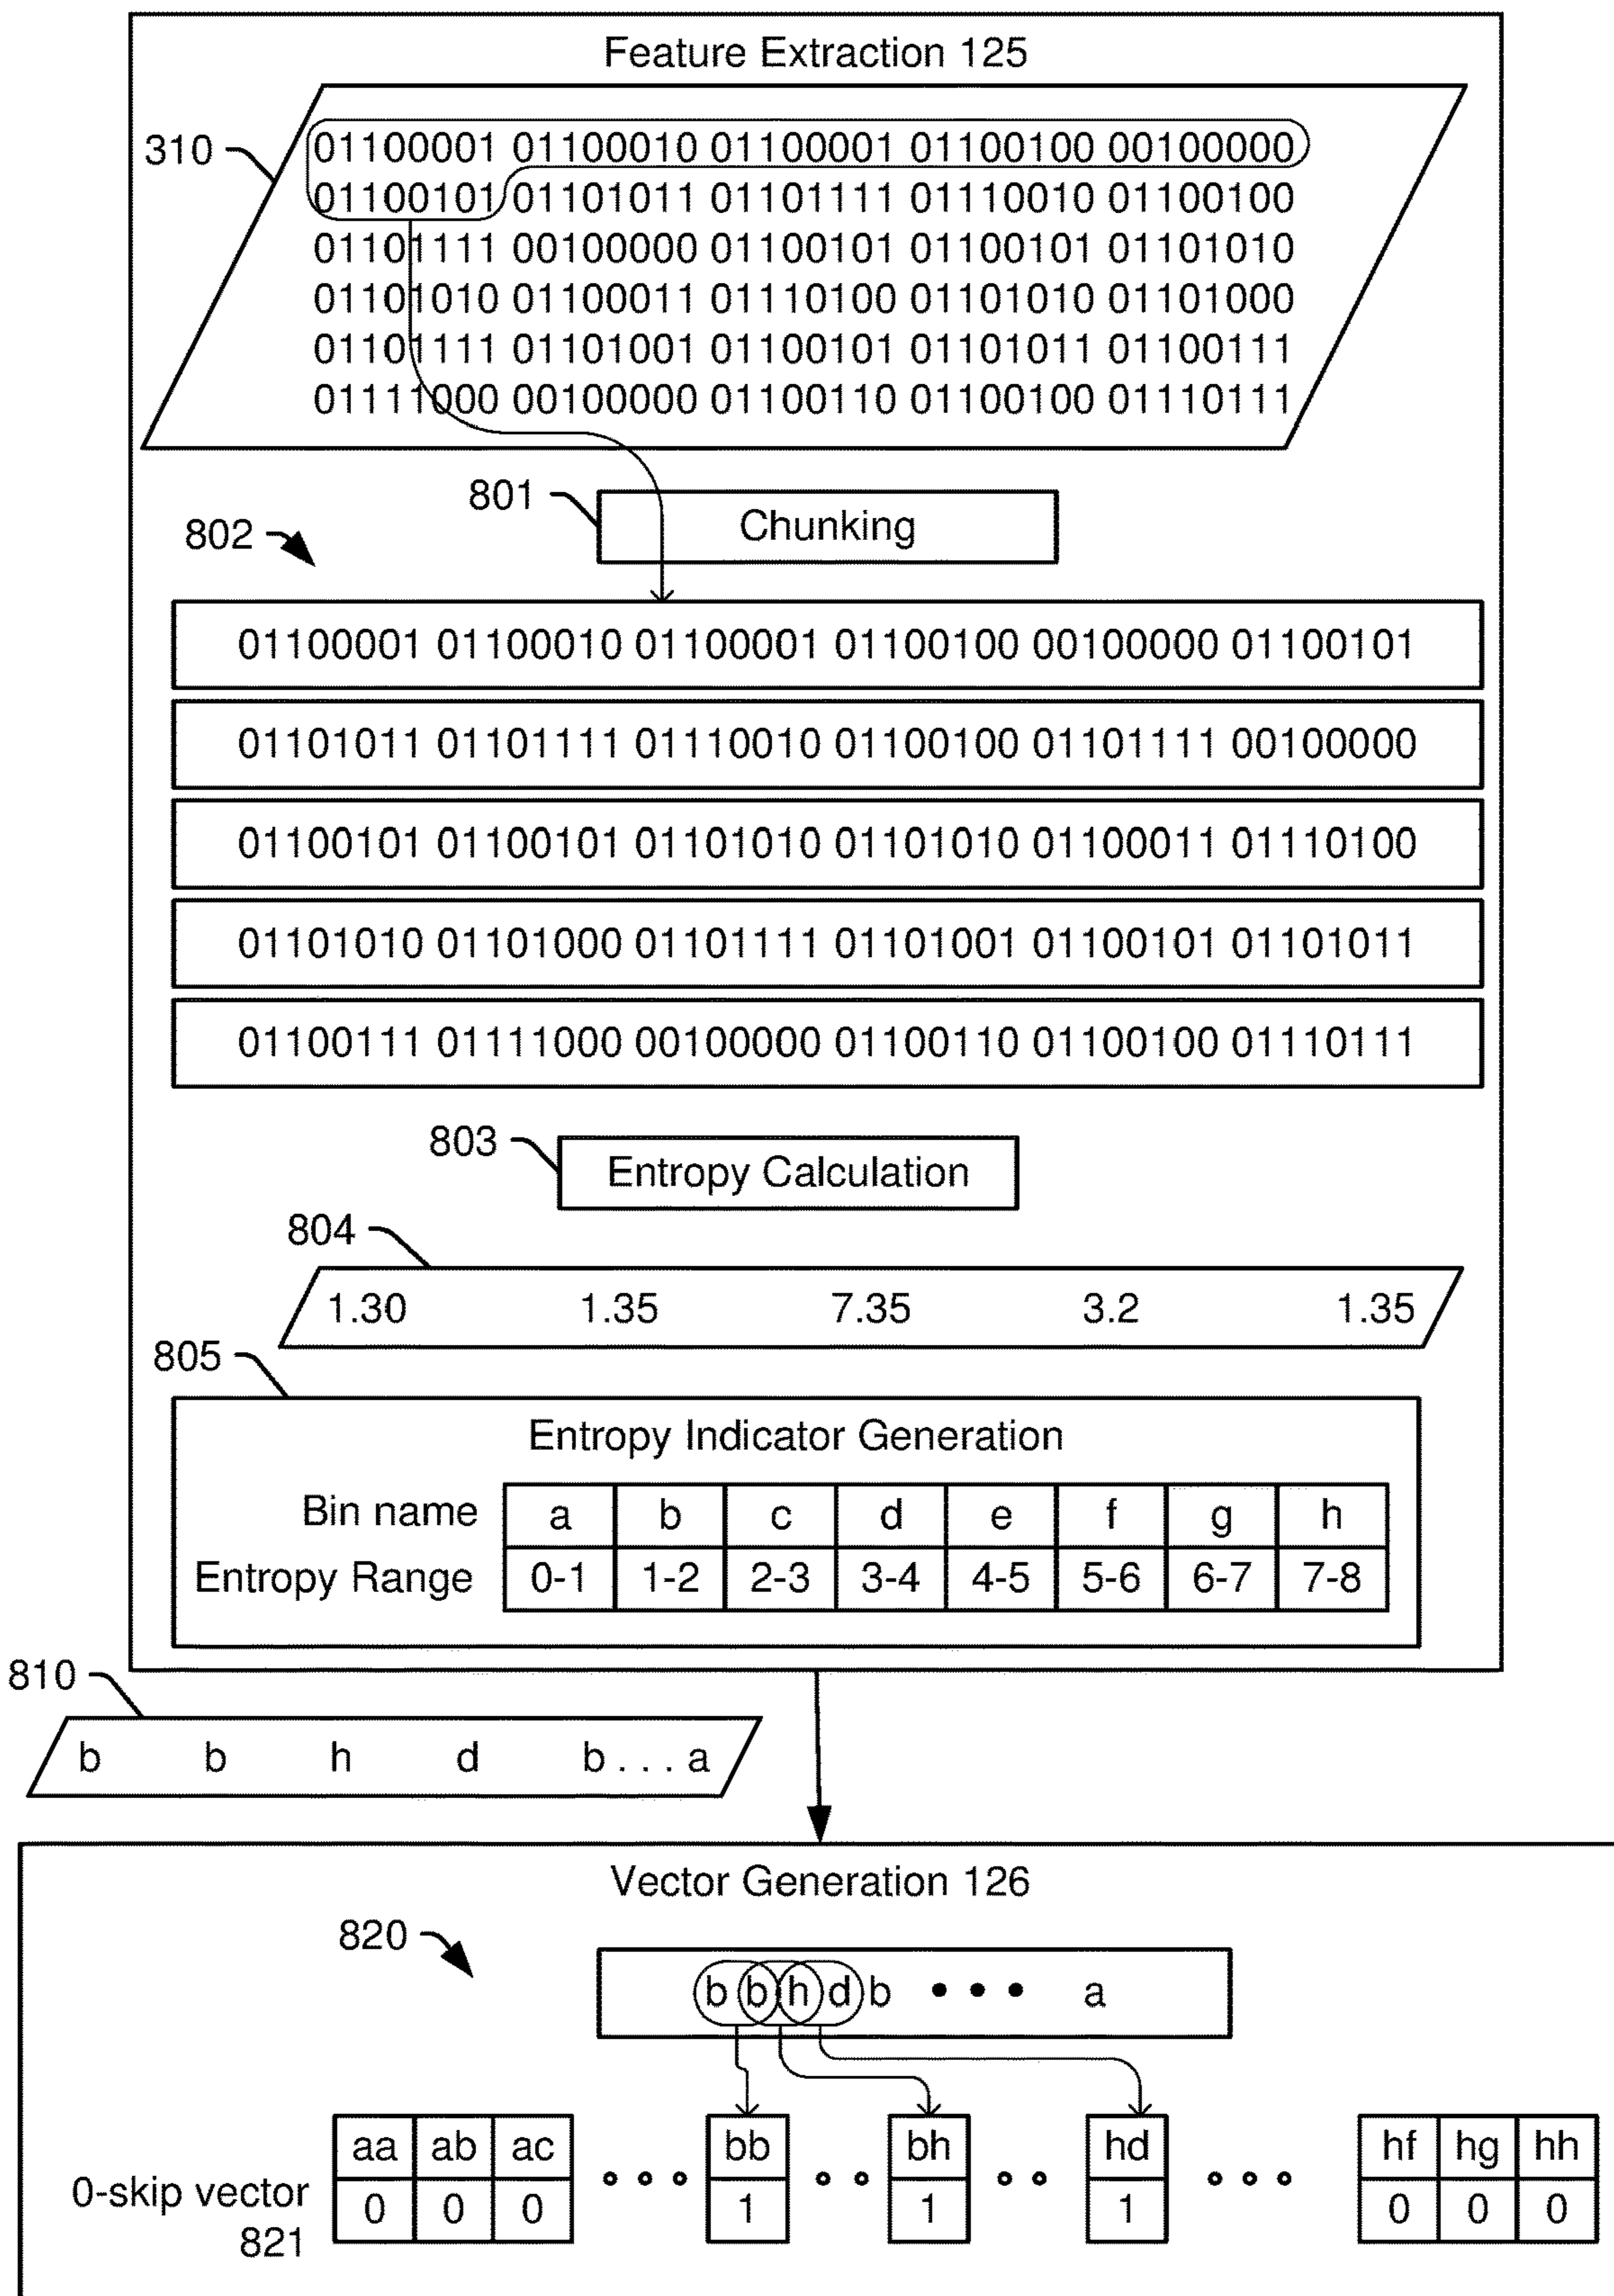 Feature Extraction 125
310
01100001 01100010 01100001 01100100 00100000
01100101 01101011 01101111 01110010 01100100
01101111 00100000 01100101 01100101 01101010
01101010 01100011 01110100 01101010 01101000
01101111 01101001 01100101 01101011 01100111
01111000 00100000 01100110 01100100 01110111
801
Chunking
802
01100001 01100010 01100001 01100100 00100000 01100101
01101011 01101111 01110010 01100100 01101111 00100000
01100101 01100101 01101010 01101010 01100011 01110100
01101010 01101000 01101111 01101001 01100101 01101011
01100111 01111000 00100000 01100110 01100100 01110111
803
Entropy Calculation
804
1.30 1.35 7.35 3.2 1.35
805
Entropy Indicator Generation
Bin name a b c d e f g h
Entropy Range 0-1 1-2 2-3 3-4 4-5 5-6 6-7 7-8
810
b b h d b . . . a
Vector Generation 126
820
b b h d b • • • a
aa ab ac bb bh hd hf hg hh
0-skip vector 0 0 0 1 1 1 0 0 0
821